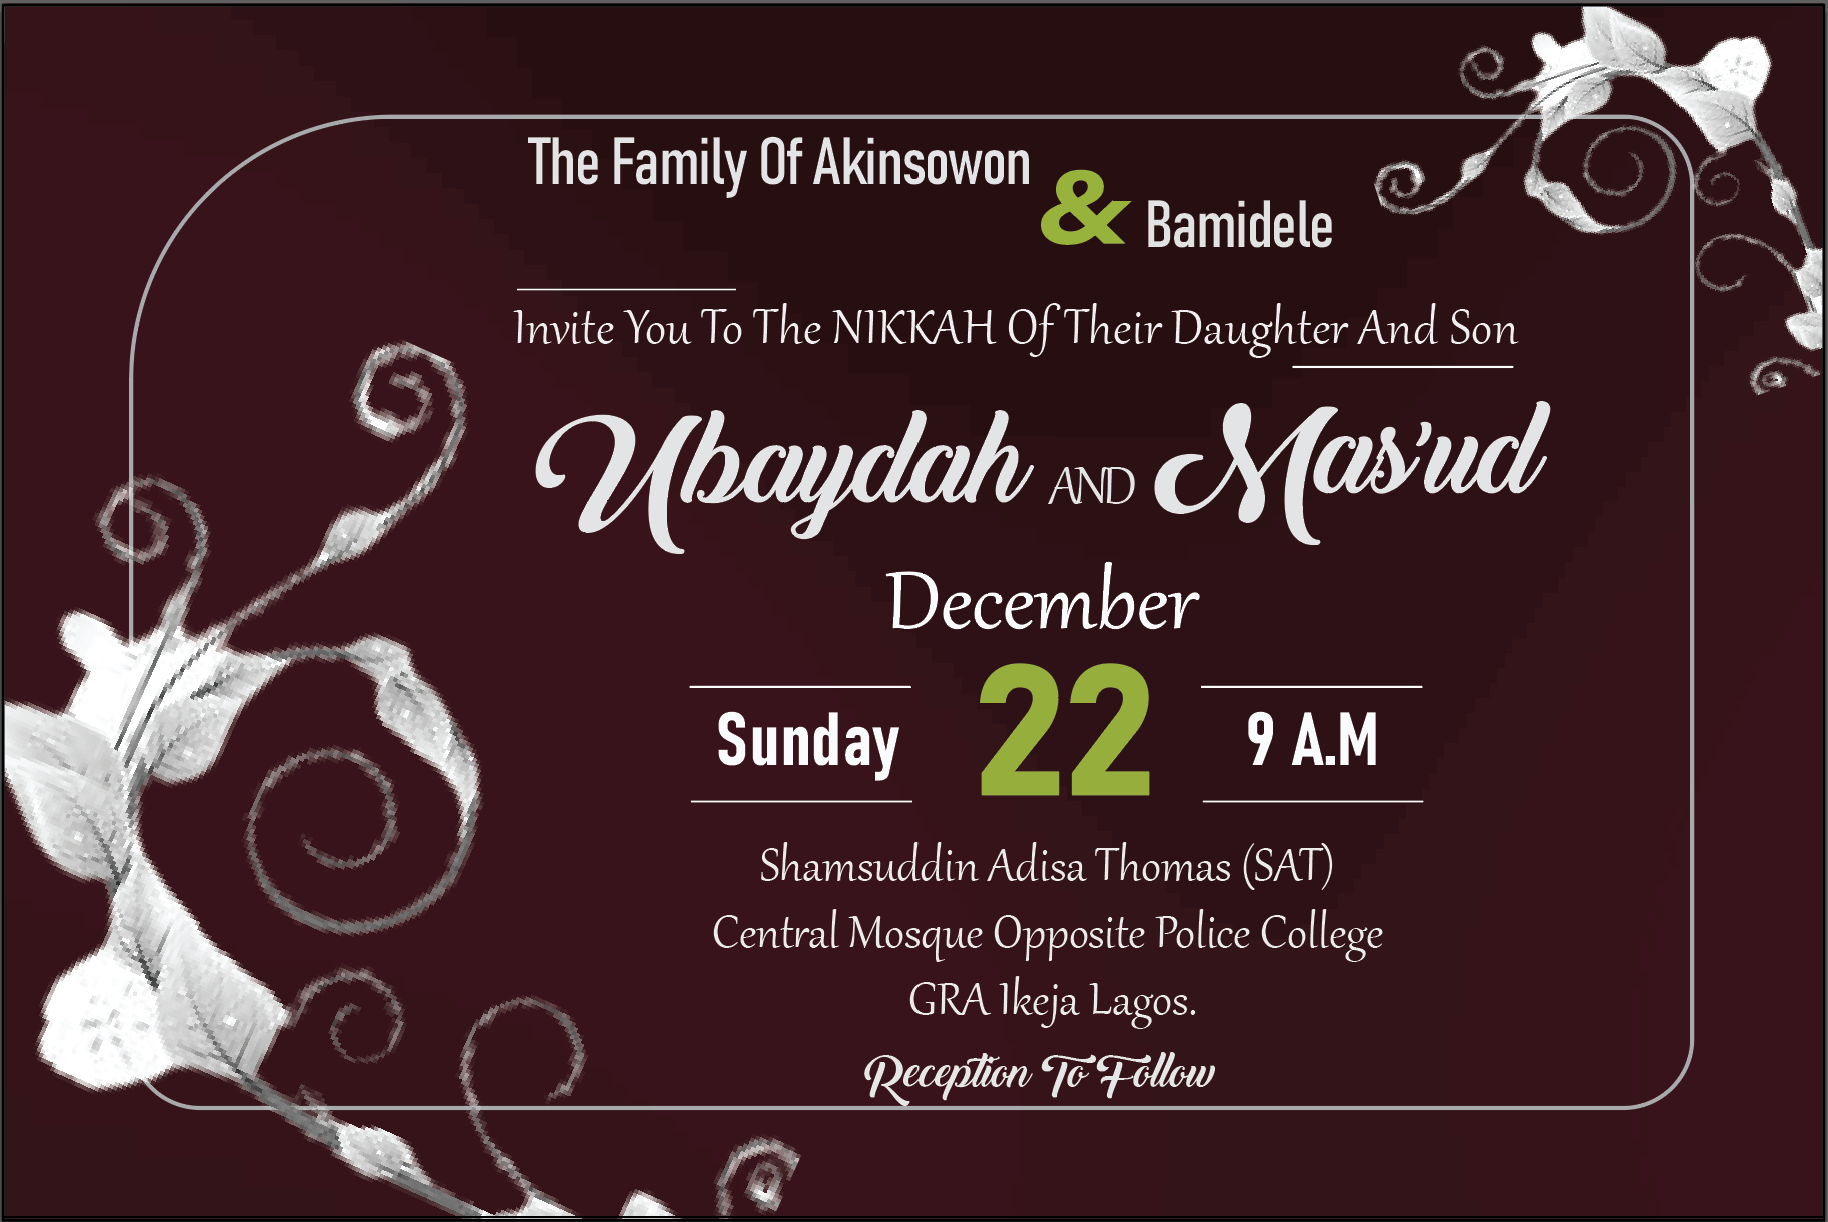 The Family Of Akinsowon
& Bamidele
Invite You To The NIKKAH Of Their Daughter And Son
Ubaydah AND Mas'ud
December
Sunday 22 9 A.M
Shamsuddin Adisa Thomas (SAT)
Central Mosque Opposite Police College
GRA Ikeja Lagos.
Reception To Follow